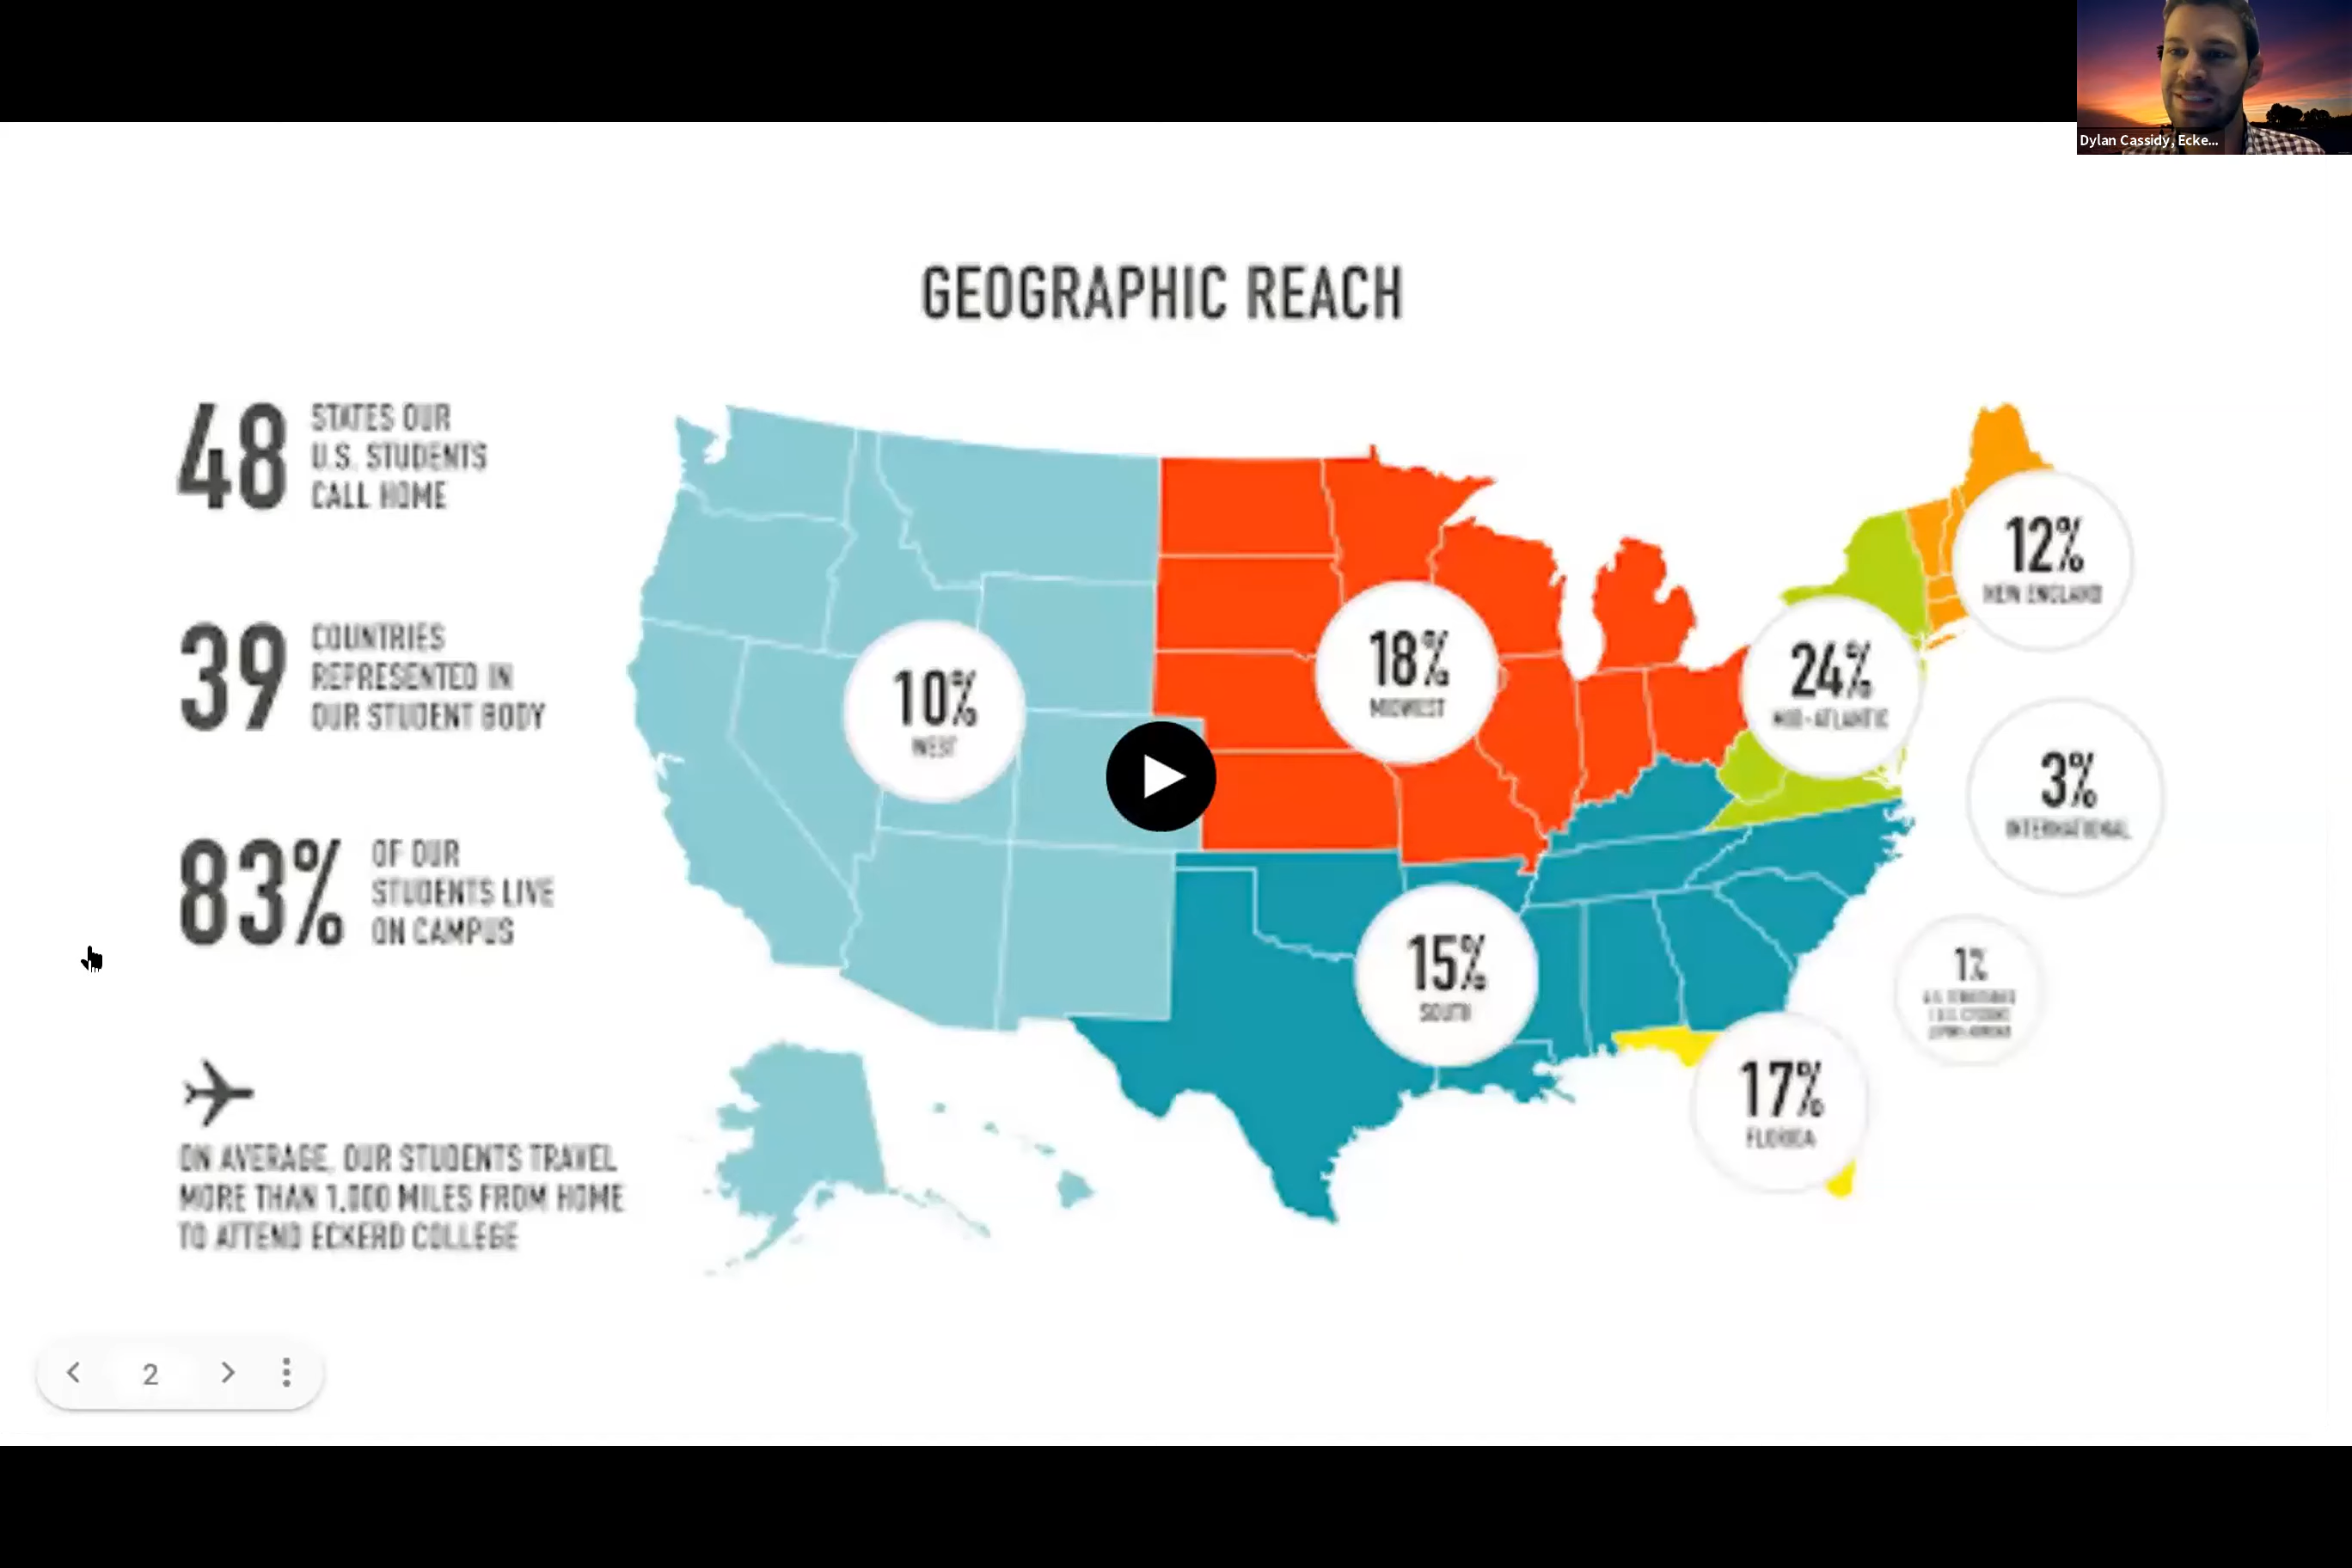 Dylan Cassidy, Ecke...
GEOGRAPHIC REACH
48
STATES OUR
U.S. STUDENTS
CALL HOME
39
COUNTRIES
REPRESENTED IN
OUR STUDENT BODY
83%
OF OUR
STUDENTS LIVE
ON CAMPUS
ON AVERAGE, OUR STUDENTS TRAVEL
MORE THAN 1,000 MILES FROM HOME
TO ATTEND ECKERD COLLEGE
10%
WEST
18%
MIDWEST
24%
MID-ATLANTIC
12%
NEW ENGLAND
3%
INTERNATIONAL
15%
SOUTH
1%
17%
FLORIDA
2